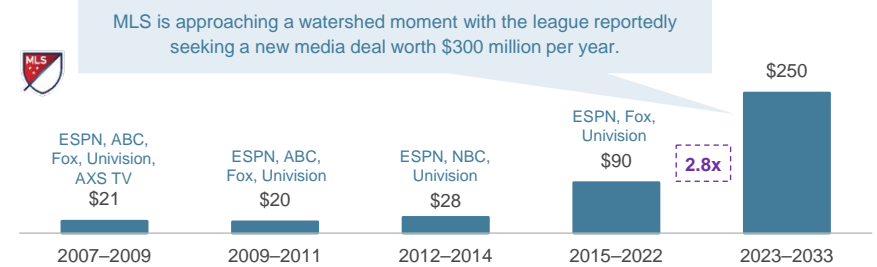 MLS is approaching a watershed moment with the league reportedly
seeking a new media deal worth $300 million per year.
MLS
$250
ESPN, Fox,
Univision
$90
2.8x
ESPN, ABC,
Fox, Univision,
AXS TV
$21
ESPN, ABC,
Fox, Univision
$20
ESPN, NBC,
Univision
$28
2007–2009
2009–2011
2012–2014
2015–2022
2023–2033